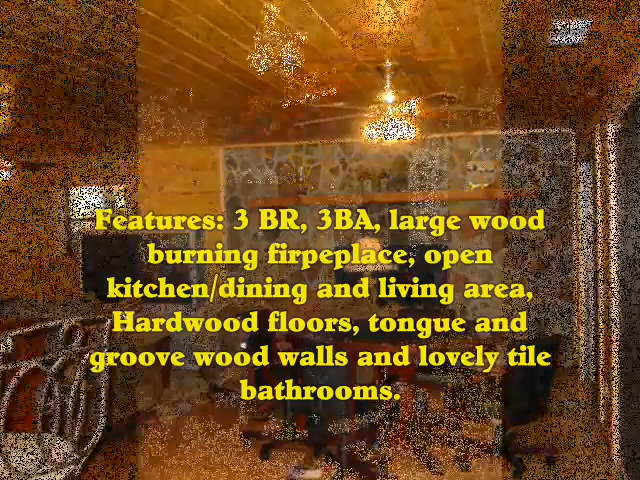 Features: 3 BR, 3BA, large wood
burning firpeplace, open
kitchen/dining and living area,
Hardwood floors, tongue and
groove wood walls and lovely tile
bathrooms.